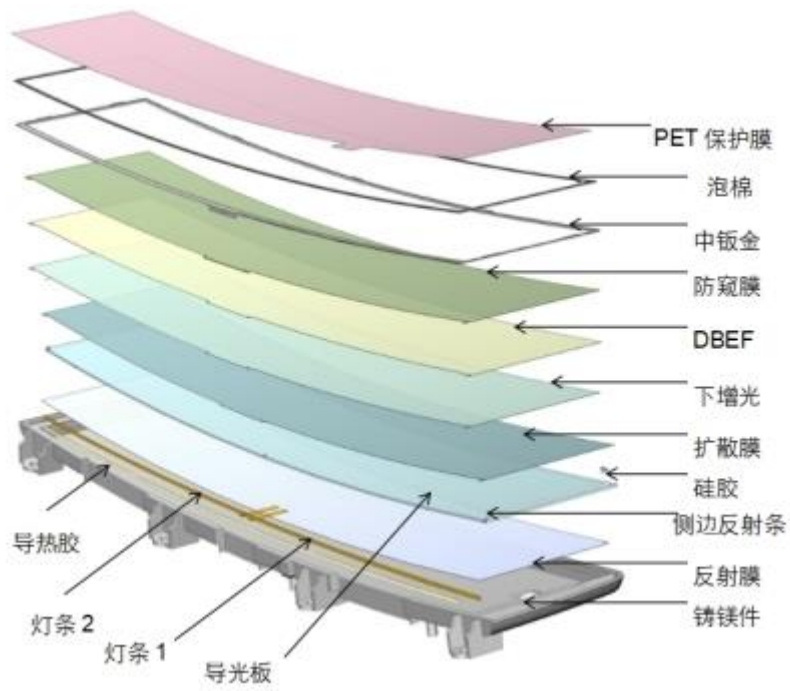 PET 保护膜
泡棉
中钣金
防窥膜
DBEF
下增光
扩散膜
硅胶
侧边反射条
反射膜
铸镁件
导热胶
灯条 2
灯条 1
导光板